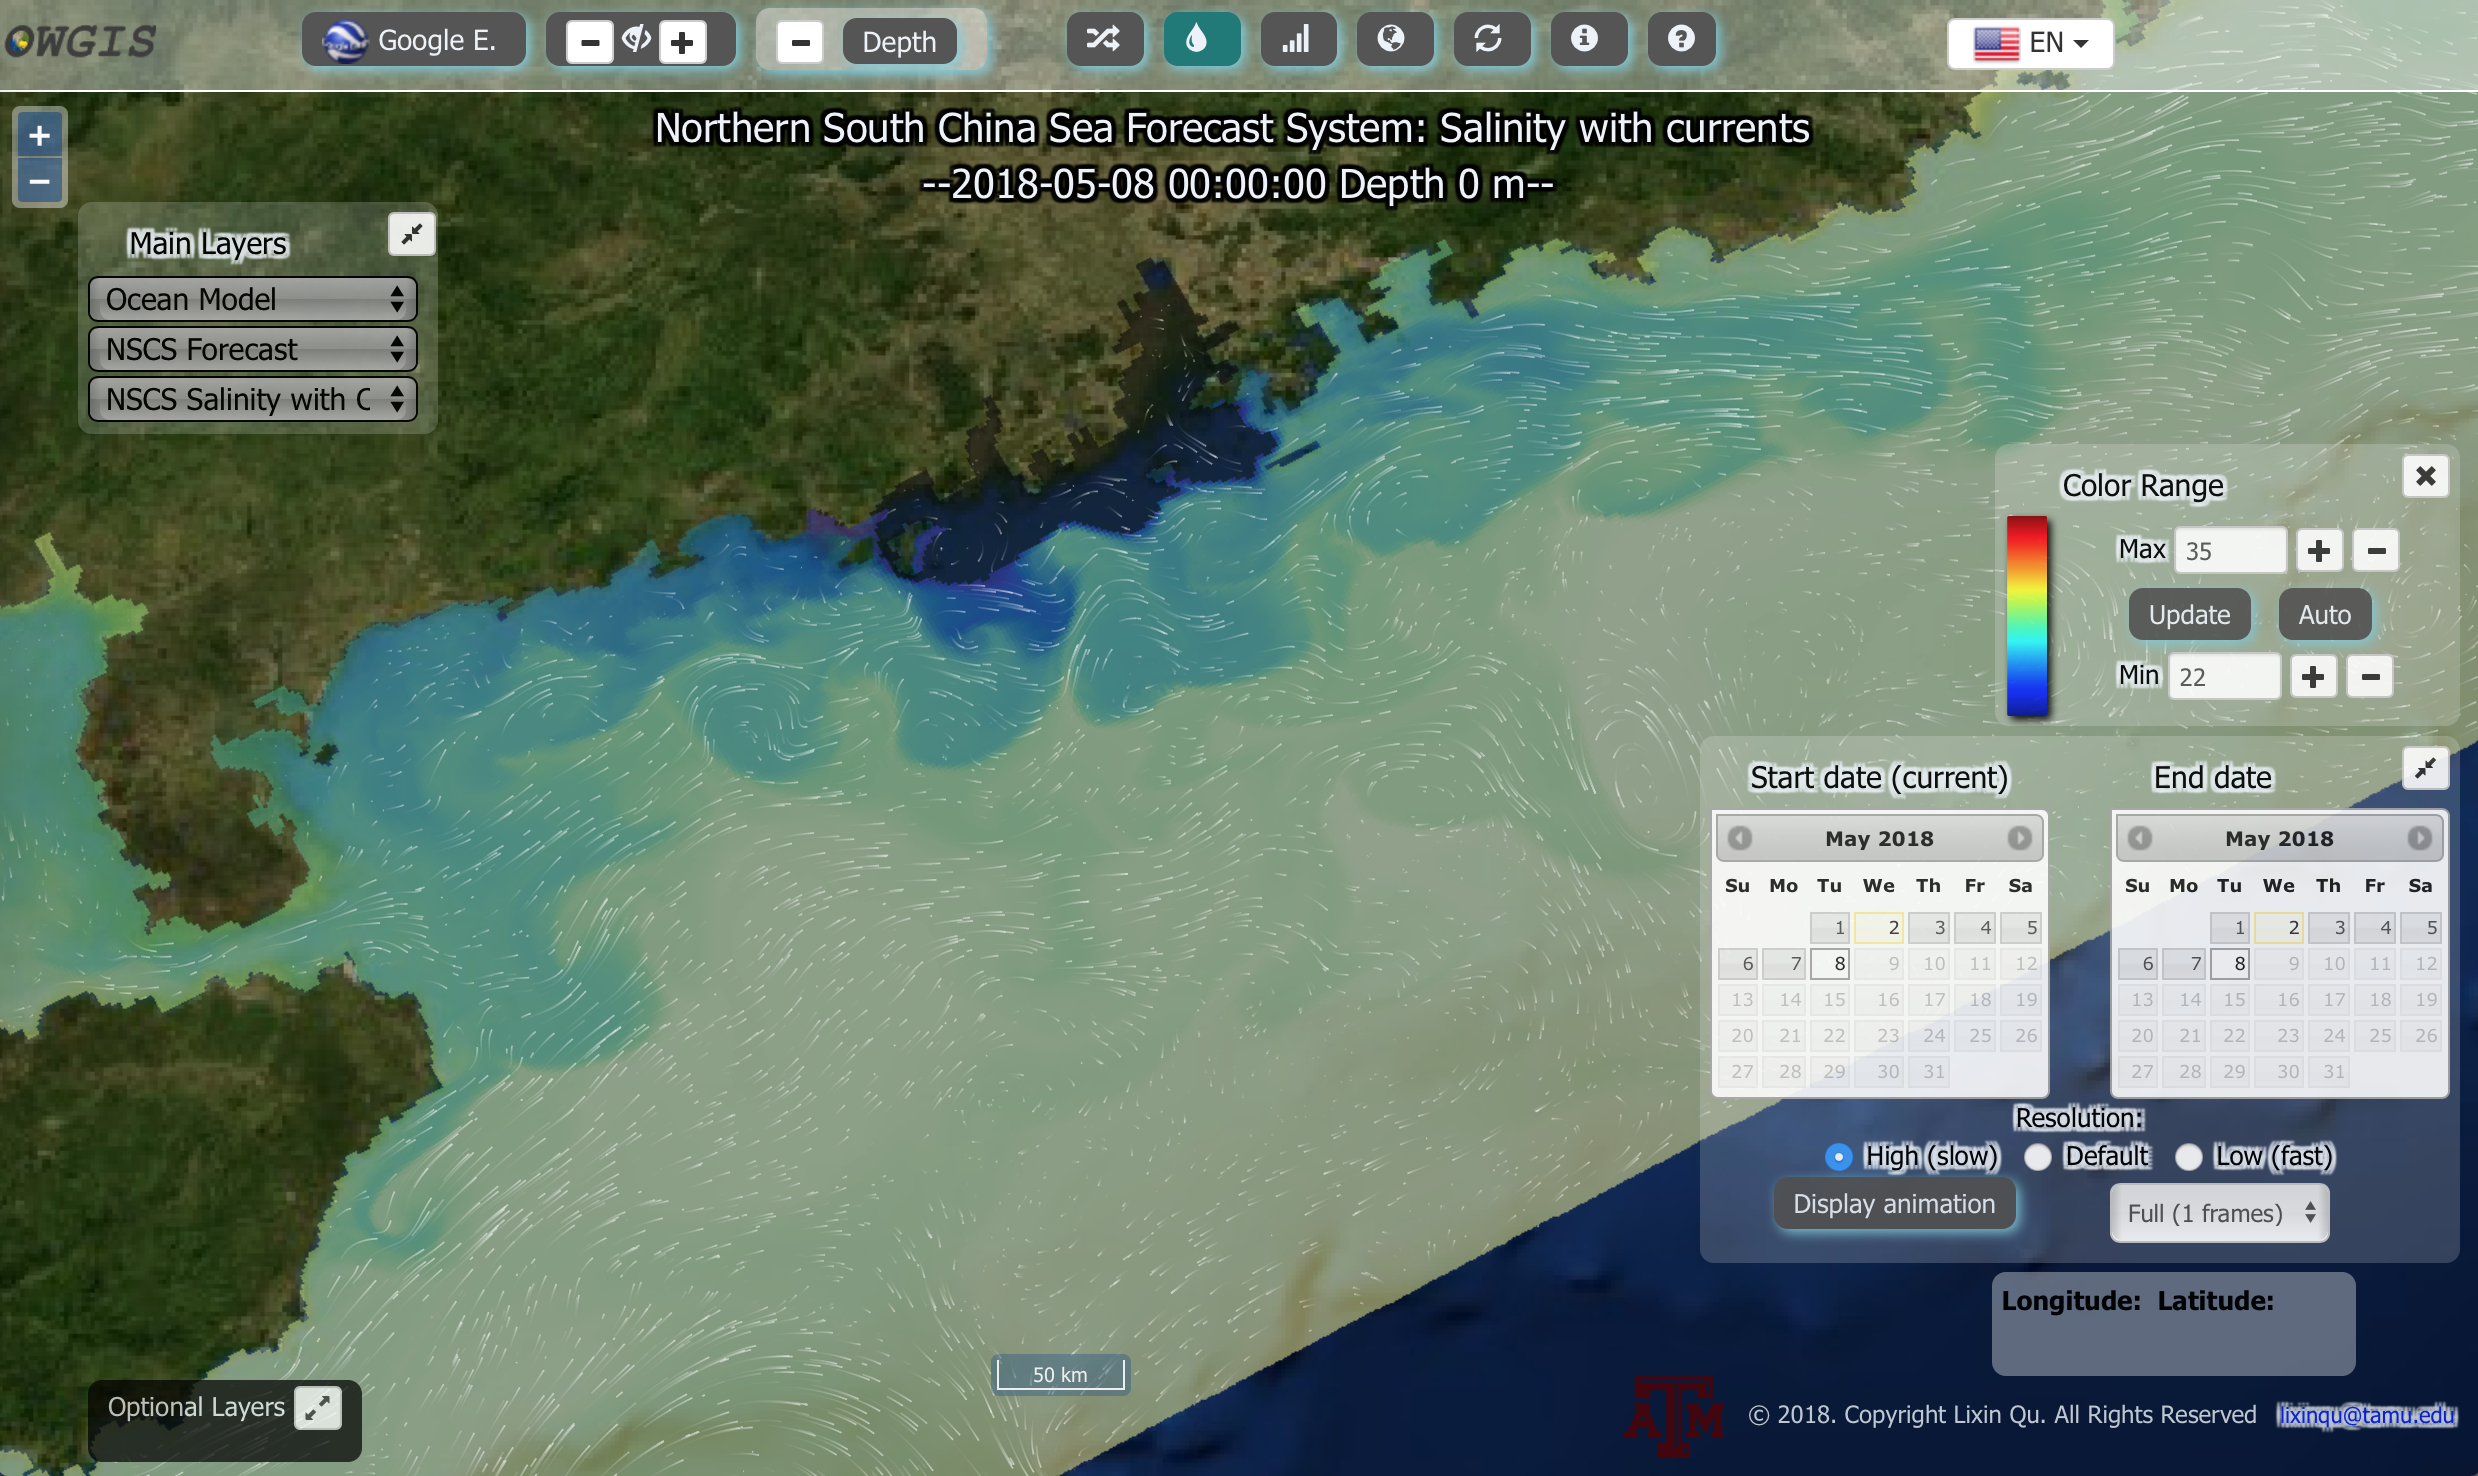 OWGIS
Google E.
Depth
EN
Northern South China Sea Forecast System: Salinity with currents
--2018-05-08 00:00:00 Depth 0 m--
Main Layers
Ocean Model
NSCS Forecast
NSCS Salinity with C
Color Range
Max 35
Update Auto
Min 22
Start date (current)
May 2018
Su Mo Tu We Th Fr Sa
1 2 3 4 5
6 7 8 9 10 11 12
13 14 15 16 17 18 19
20 21 22 23 24 25 26
27 28 29 30 31
End date
May 2018
Su Mo Tu We Th Fr Sa
1 2 3 4 5
6 7 8 9 10 11 12
13 14 15 16 17 18 19
20 21 22 23 24 25 26
27 28 29 30 31
Resolution:
High (slow) Default Low (fast)
Display animation
Full (1 frames)
Longitude: Latitude:
50 km
Optional Layers
ATM
© 2018. Copyright Lixin Qu. All Rights Reserved lixinqu@tamu.edu